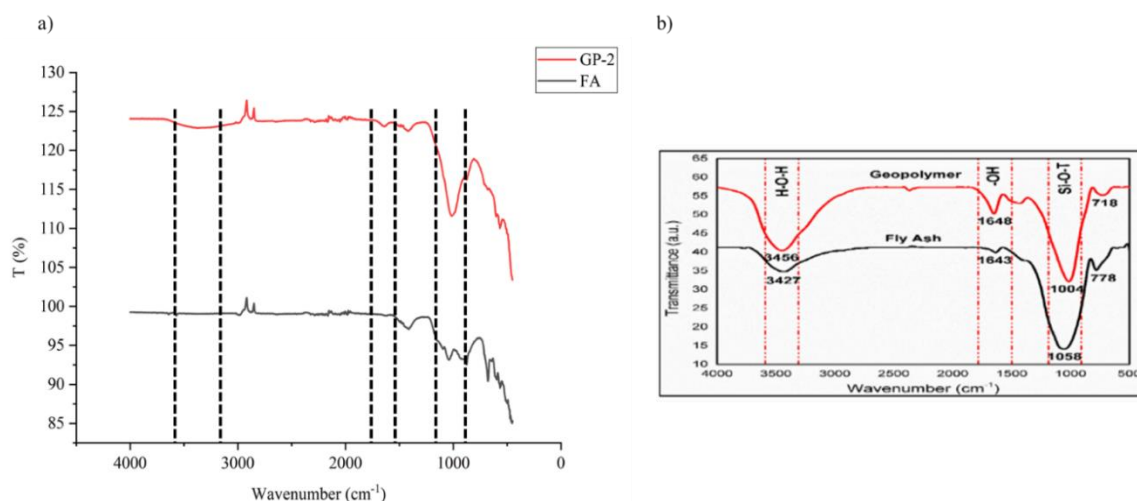 a)
GP-2
FA
130
125
120
115
110
105
100
95
90
85
T (%)
4000 3000 2000 1000 0
Wavenumber (cm⁻¹)
b)
65
60
55
50
45
40
35
30
25
20
15
10
Transmittance (a.u.)
H-O-H
-OH
Si-O-T
Geopolymer
3456
1648
1004
718
Fly Ash
3427
1643
1058
778
4000 3500 3000 2500 2000 1500 1000 500
Wavenumber (cm⁻¹)